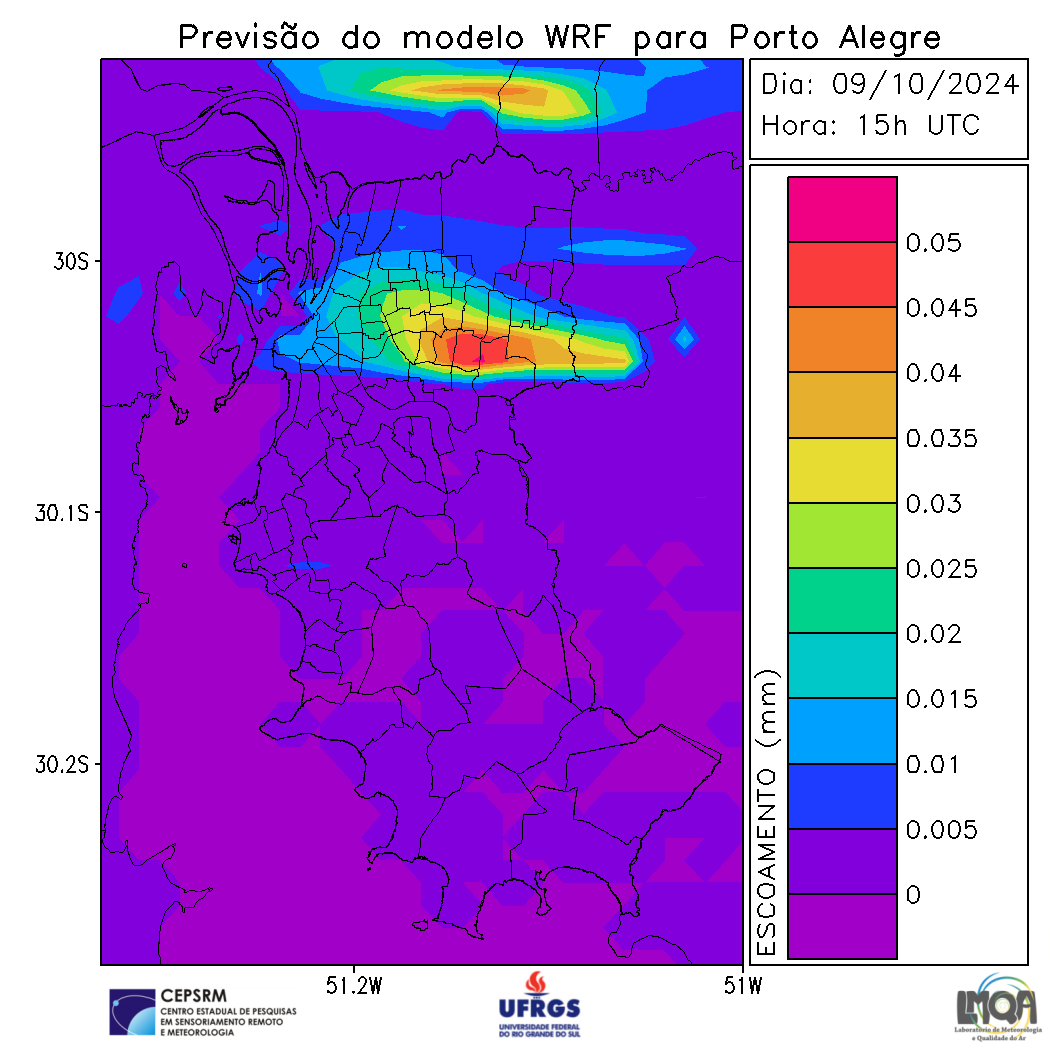 Previsão do modelo WRF para Porto Alegre
Dia: 09/10/2024
Hora: 15h UTC
0.05
0.045
0.04
0.035
0.03
0.025
0.02
0.015
0.01
0.005
0
ESCOAMENTO (mm)
30S
30.1S
30.2S
51.2W
51W
CEPSRM
CENTRO ESTADUAL DE PESQUISAS
EM SENSORIAMENTO REMOTO
E METEOROLOGIA
UFRGS
UNIVERSIDADE FEDERAL
DO RIO GRANDE DO SUL
LMQA
Laboratório de Meteorologia
e Qualidade do Ar